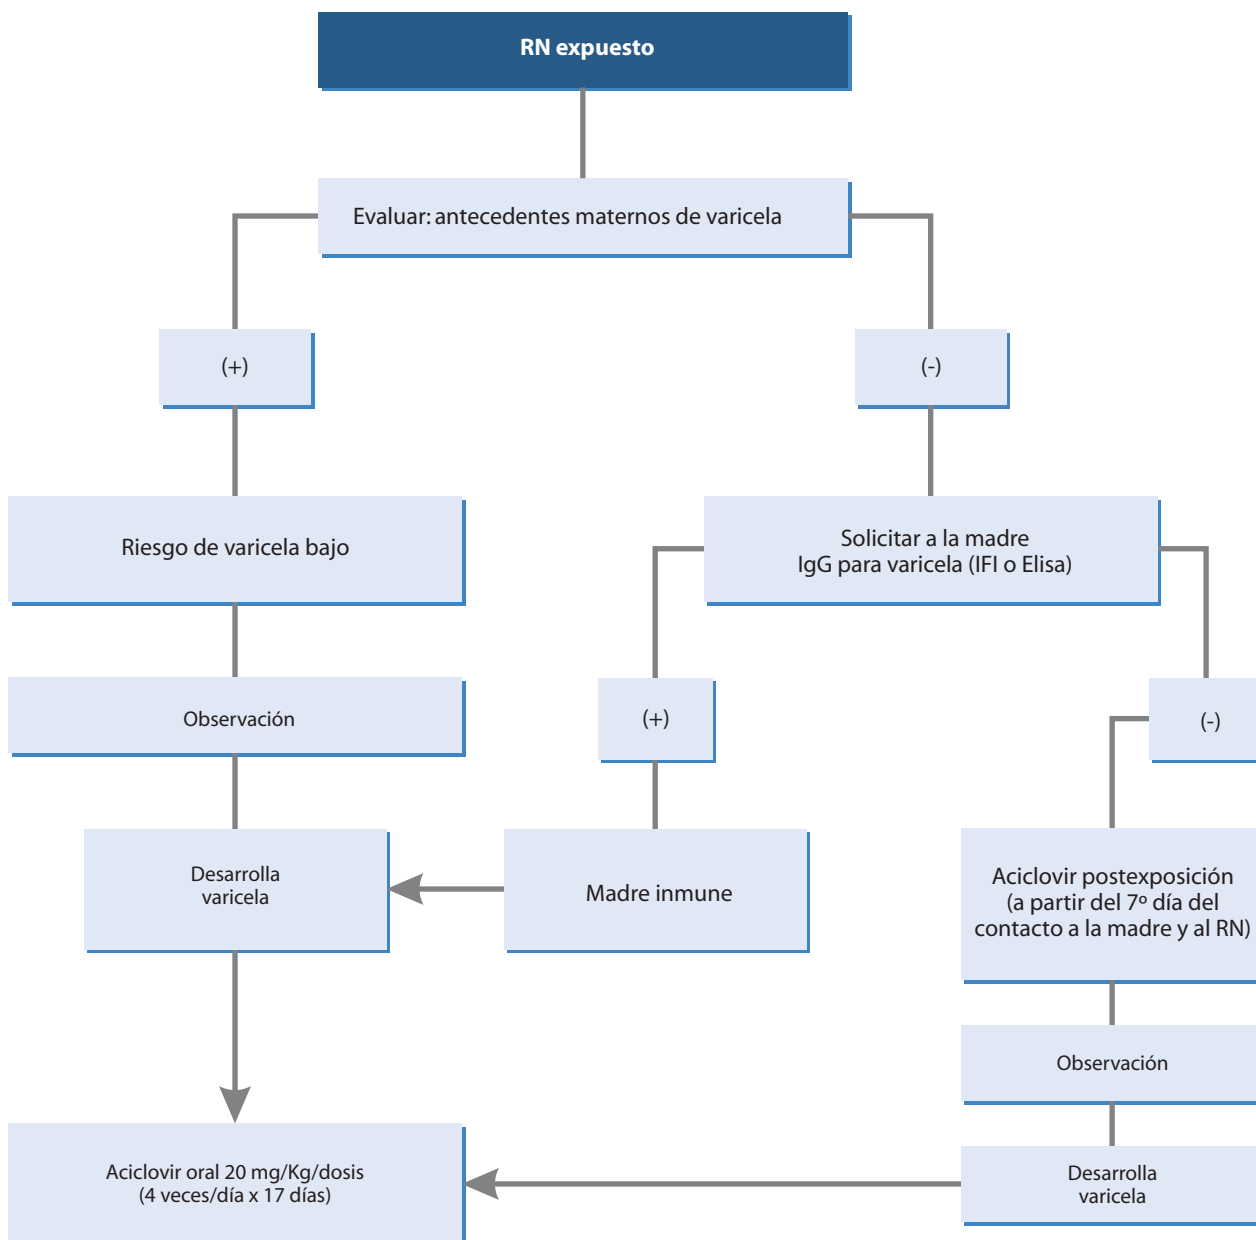 RN expuesto
Evaluar: antecedentes maternos de varicela
(+)
(-)
Riesgo de varicela bajo
Solicitar a la madre
IgG para varicela (IFI o Elisa)
Observación
(+)
(-)
Desarrolla
varicela
Madre inmune
Aciclovir postexposición
(a partir del 7º día del
contacto a la madre y al RN)
Observación
Aciclovir oral 20 mg/Kg/dosis
(4 veces/día x 17 días)
Desarrolla
varicela